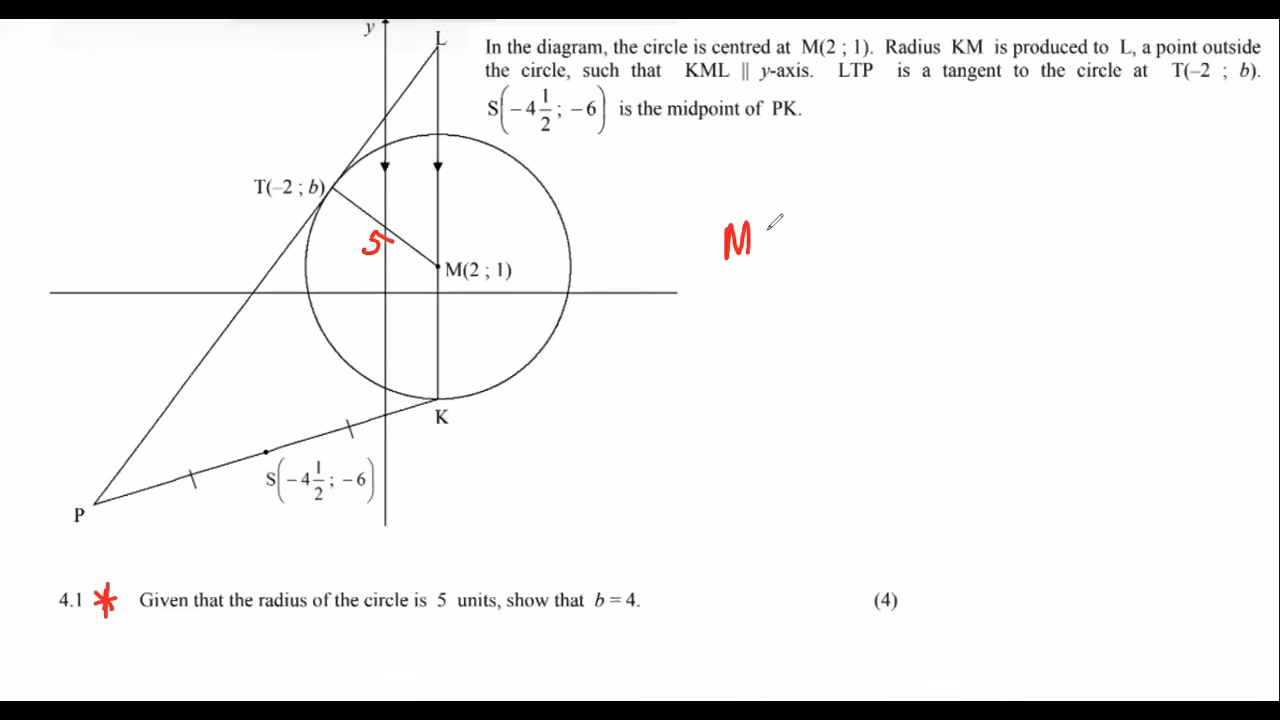 y
L
In the diagram, the circle is centred at M(2 ; 1). Radius KM is produced to L, a point outside
the circle, such that KML || y-axis. LTP is a tangent to the circle at T(–2 ; b).
S(–4 1/2 ; –6) is the midpoint of PK.
T(–2 ; b)
5
M
M(2 ; 1)
K
S(–4 1/2 ; –6)
P
4.1 * Given that the radius of the circle is 5 units, show that b = 4. (4)